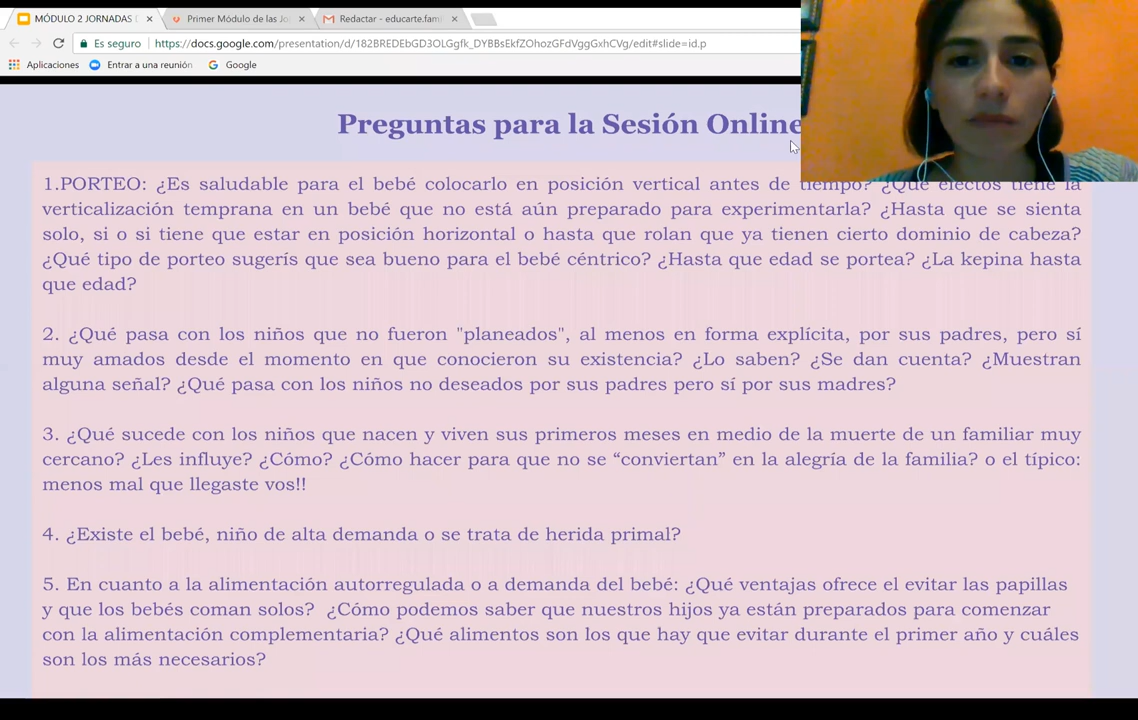 MÓDULO 2 JORNADAS
Primer Módulo de las Jo
Redactar - educarte.fam
Es seguro
https://docs.google.com/presentation/d/182BREDEbGD3OLGgfk_DYBBsEkfZOhozGFdVggGxhCVg/edit#slide=id.p
Aplicaciones
Entrar a una reunión
Google
Preguntas para la Sesión Online
1.PORTEO: ¿Es saludable para el bebé colocarlo en posición vertical antes de tiempo? ¿Qué efectos tiene la
verticalización temprana en un bebé que no está aún preparado para experimentarla? ¿Hasta que se sienta
solo, si o si tiene que estar en posición horizontal o hasta que rolan que ya tienen cierto dominio de cabeza?
¿Qué tipo de porteo sugerís que sea bueno para el bebé céntrico? ¿Hasta que edad se portea? ¿La kepina hasta
que edad?
2. ¿Qué pasa con los niños que no fueron "planeados", al menos en forma explícita, por sus padres, pero sí
muy amados desde el momento en que conocieron su existencia? ¿Lo saben? ¿Se dan cuenta? ¿Muestran
alguna señal? ¿Qué pasa con los niños no deseados por sus padres pero sí por sus madres?
3. ¿Qué sucede con los niños que nacen y viven sus primeros meses en medio de la muerte de un familiar muy
cercano? ¿Les influye? ¿Cómo? ¿Cómo hacer para que no se “conviertan” en la alegría de la familia? o el típico:
menos mal que llegaste vos!!
4. ¿Existe el bebé, niño de alta demanda o se trata de herida primal?
5. En cuanto a la alimentación autorregulada o a demanda del bebé: ¿Qué ventajas ofrece el evitar las papillas
y que los bebés coman solos? ¿Cómo podemos saber que nuestros hijos ya están preparados para comenzar
con la alimentación complementaria? ¿Qué alimentos son los que hay que evitar durante el primer año y cuáles
son los más necesarios?